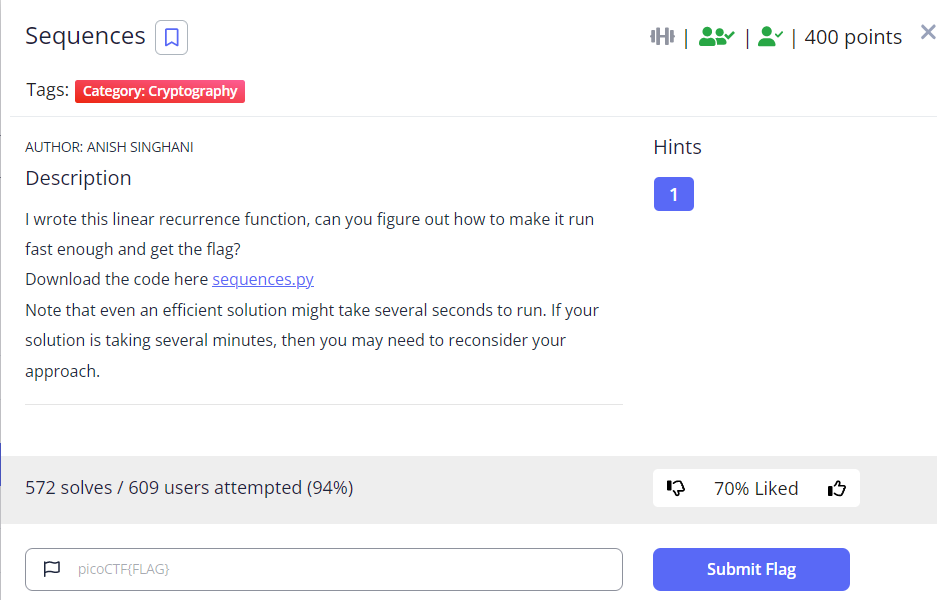 Sequences
| | | 400 points
Tags: Category: Cryptography
AUTHOR: ANISH SINGHANI
Hints
Description
1
I wrote this linear recurrence function, can you figure out how to make it run
fast enough and get the flag?
Download the code here sequences.py
Note that even an efficient solution might take several seconds to run. If your
solution is taking several minutes, then you may need to reconsider your
approach.
572 solves / 609 users attempted (94%)
70% Liked
picoCTF{FLAG}
Submit Flag